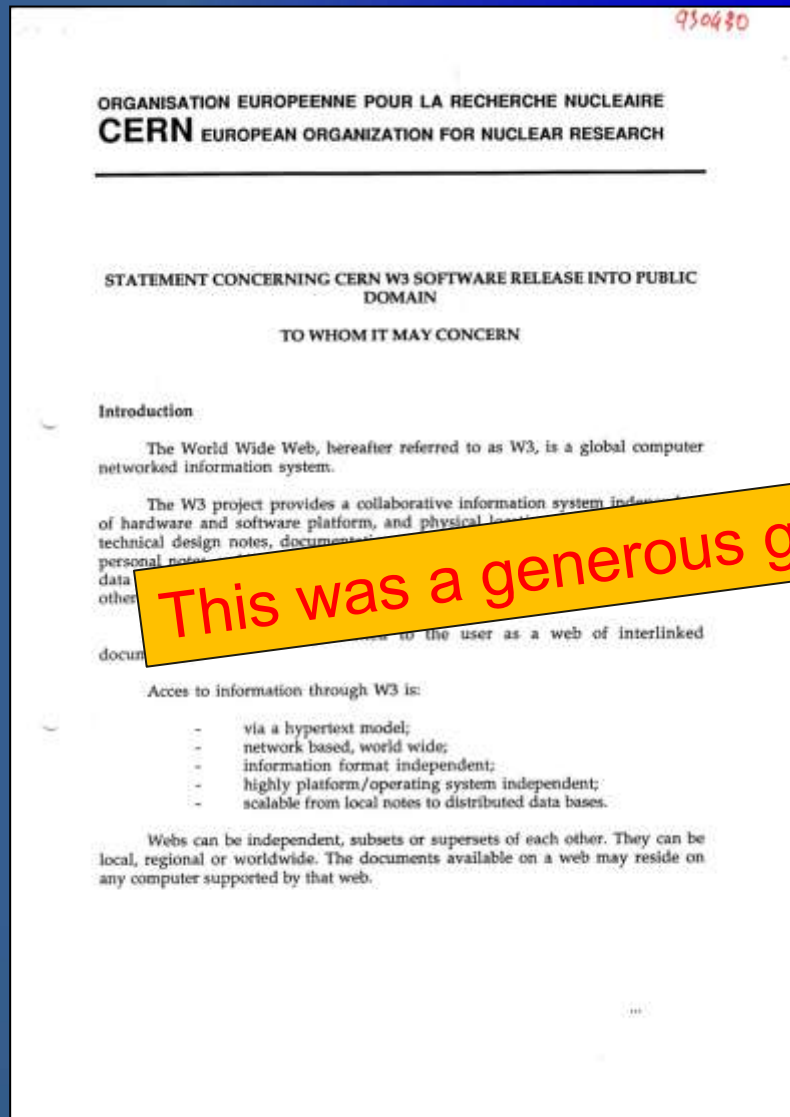 930430
ORGANISATION EUROPEENNE POUR LA RECHERCHE NUCLEAIRE
CERN EUROPEAN ORGANIZATION FOR NUCLEAR RESEARCH
STATEMENT CONCERNING CERN W3 SOFTWARE RELEASE INTO PUBLIC
DOMAIN
TO WHOM IT MAY CONCERN
Introduction
The World Wide Web, hereafter referred to as W3, is a global computer
networked information system.
The W3 project provides a collaborative information system
of hardware and software platform, and physical
technical design notes,
personal
data
other
This was a generous g
to the user as a web of interlinked
docum
Acces to information through W3 is:
- via a hypertext model;
- network based, world wide;
- information format independent;
- highly platform/operating system independent;
- scalable from local notes to distributed data bases.
Webs can be independent, subsets or supersets of each other. They can be
local, regional or worldwide. The documents available on a web may reside on
any computer supported by that web.
...